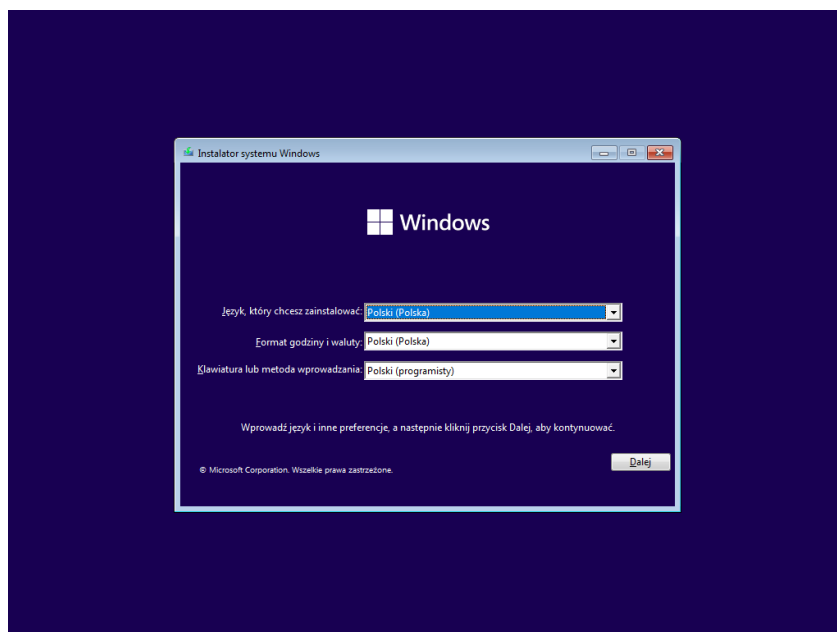 Instalator systemu Windows
Windows
Język, który chcesz zainstalować: Polski (Polska)
Format godziny i waluty: Polski (Polska)
Klawiatura lub metoda wprowadzania: Polski (programisty)
Wprowadź język i inne preferencje, a następnie kliknij przycisk Dalej, aby kontynuować.
Dalej
© Microsoft Corporation. Wszelkie prawa zastrzeżone.